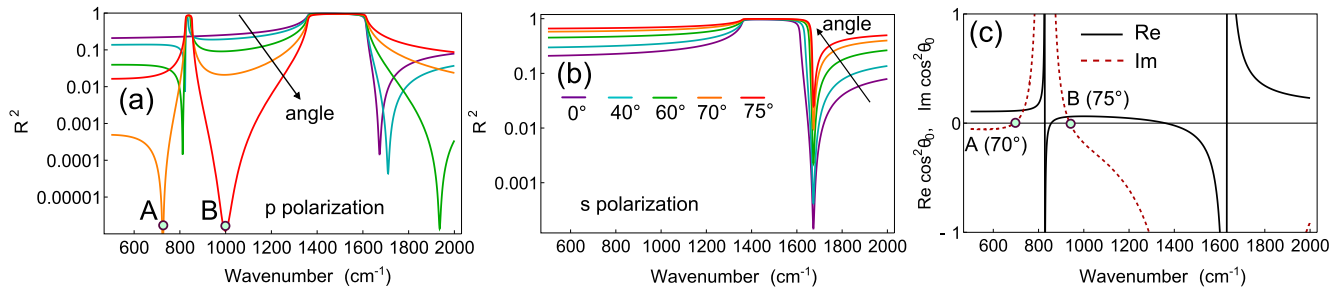 0.1
0.01
0.001
0.0001
0.00001
R²
(a)
angle
A
B
p polarization
600 800 1000 1200 1400 1600 1800 2000
Wavenumber (cm⁻¹)
1
0.1
0.01
0.001
R²
(b)
angle
0° 40° 60° 70° 75°
s polarization
600 800 1000 1200 1400 1600 1800 2000
Wavenumber (cm⁻¹)
1
0
- 1
Re cos²θ₀, Im cos²θ₀
(c)
Re
Im
B (75°)
A (70°)
600 800 1000 1200 1400 1600 1800 2000
Wavenumber (cm⁻¹)